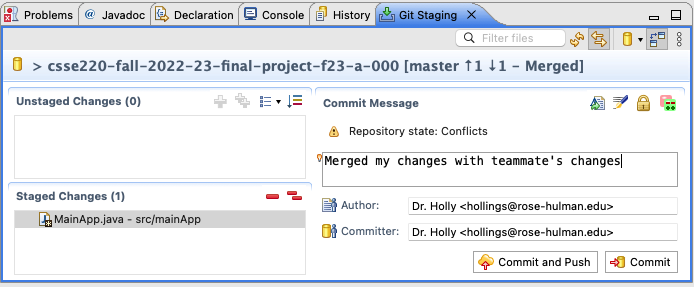 Problems Javadoc Declaration Console History Git Staging
Filter files
> csse220-fall-2022-23-final-project-f23-a-000 [master ↑1 ↓1 - Merged]
Unstaged Changes (0)
Commit Message
Repository state: Conflicts
Merged my changes with teammate's changes
Staged Changes (1)
MainApp.java - src/mainApp
Author: Dr. Holly <hollings@rose-hulman.edu>
Committer: Dr. Holly <hollings@rose-hulman.edu>
Commit and Push Commit